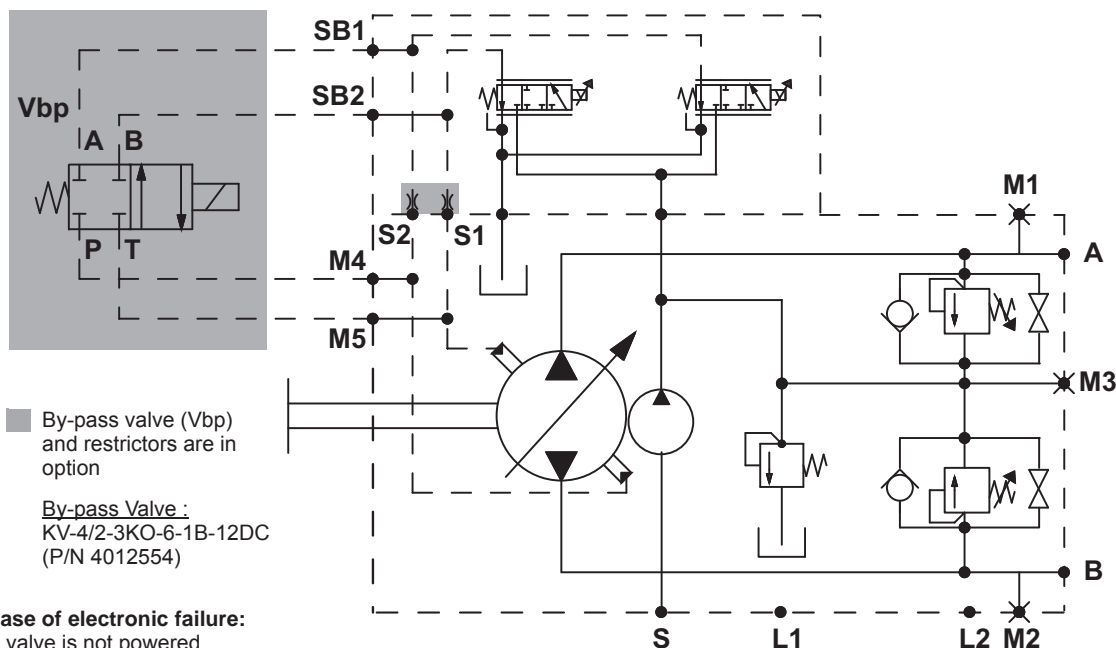 SB1
SB2
Vbp
A B
P T
S2 S1
M4
M5
M1
A
M3
B
S L1 L2 M2
By-pass valve (Vbp)
and restrictors are in
option
By-pass Valve :
KV-4/2-3KO-6-1B-12DC
(P/N 4012554)
ase of electronic failure:
valve is not powered